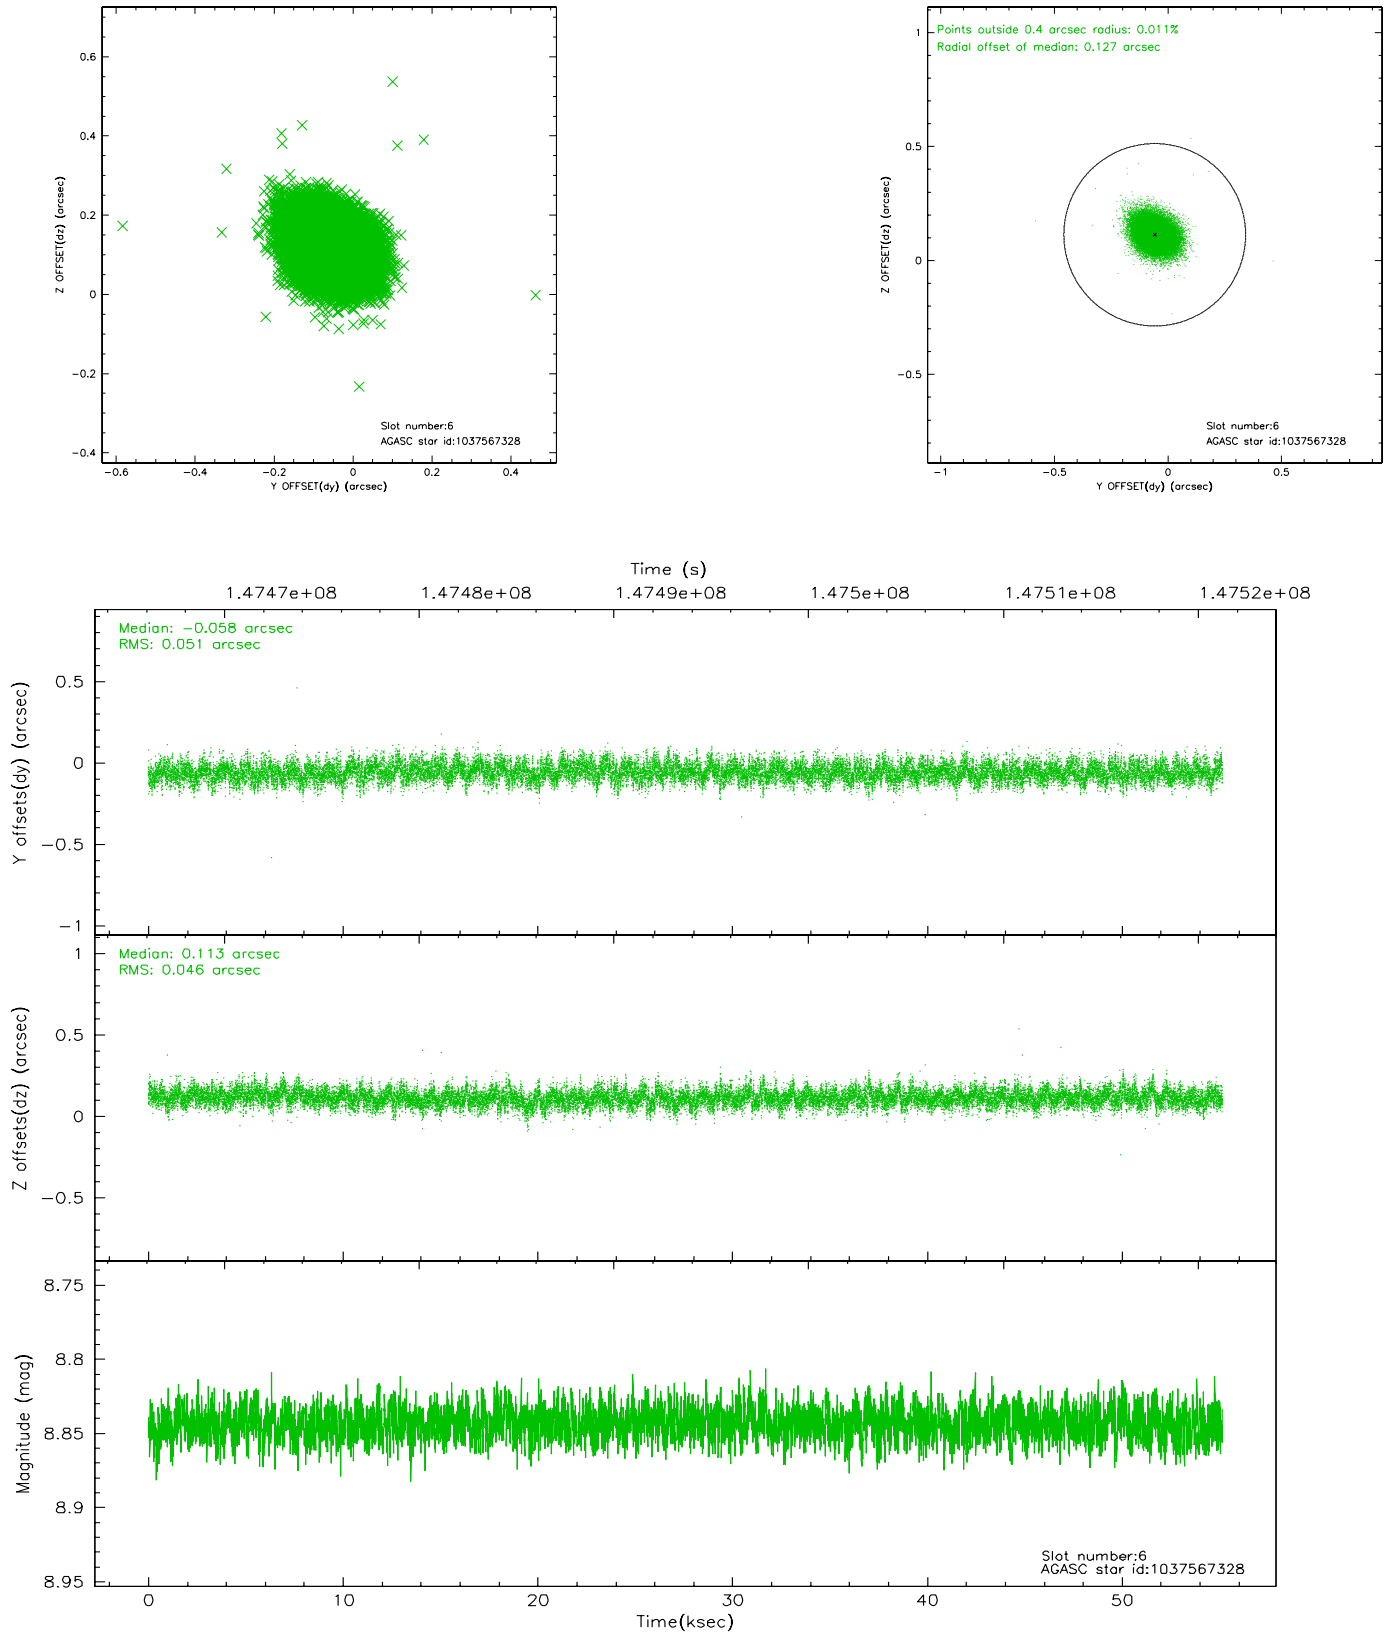 0.6
0.4
0.2
0
−0.2
−0.4
Z OFFSET(dz) (arcsec)
Slot number:6
AGASC star id:1037567328
−0.6 −0.4 −0.2 0 0.2 0.4
Y OFFSET(dy) (arcsec)
Points outside 0.4 arcsec radius: 0.011%
Radial offset of median: 0.127 arcsec
1
0.5
0
−0.5
Z OFFSET(dz) (arcsec)
Slot number:6
AGASC star id:1037567328
−1 −0.5 0 0.5
Y OFFSET(dy) (arcsec)
Time (s)
1.4747e+08 1.4748e+08 1.4749e+08 1.475e+08 1.4751e+08 1.4752e+08
Median: −0.058 arcsec
RMS: 0.051 arcsec
0.5
0
−0.5
−1
Y offsets(dy) (arcsec)
Median: 0.113 arcsec
RMS: 0.046 arcsec
1
0.5
0
−0.5
Z offsets(dz) (arcsec)
8.75
8.8
8.85
8.9
8.95
Magnitude (mag)
Slot number:6
AGASC star id:1037567328
0 10 20 30 40 50
Time(ksec)